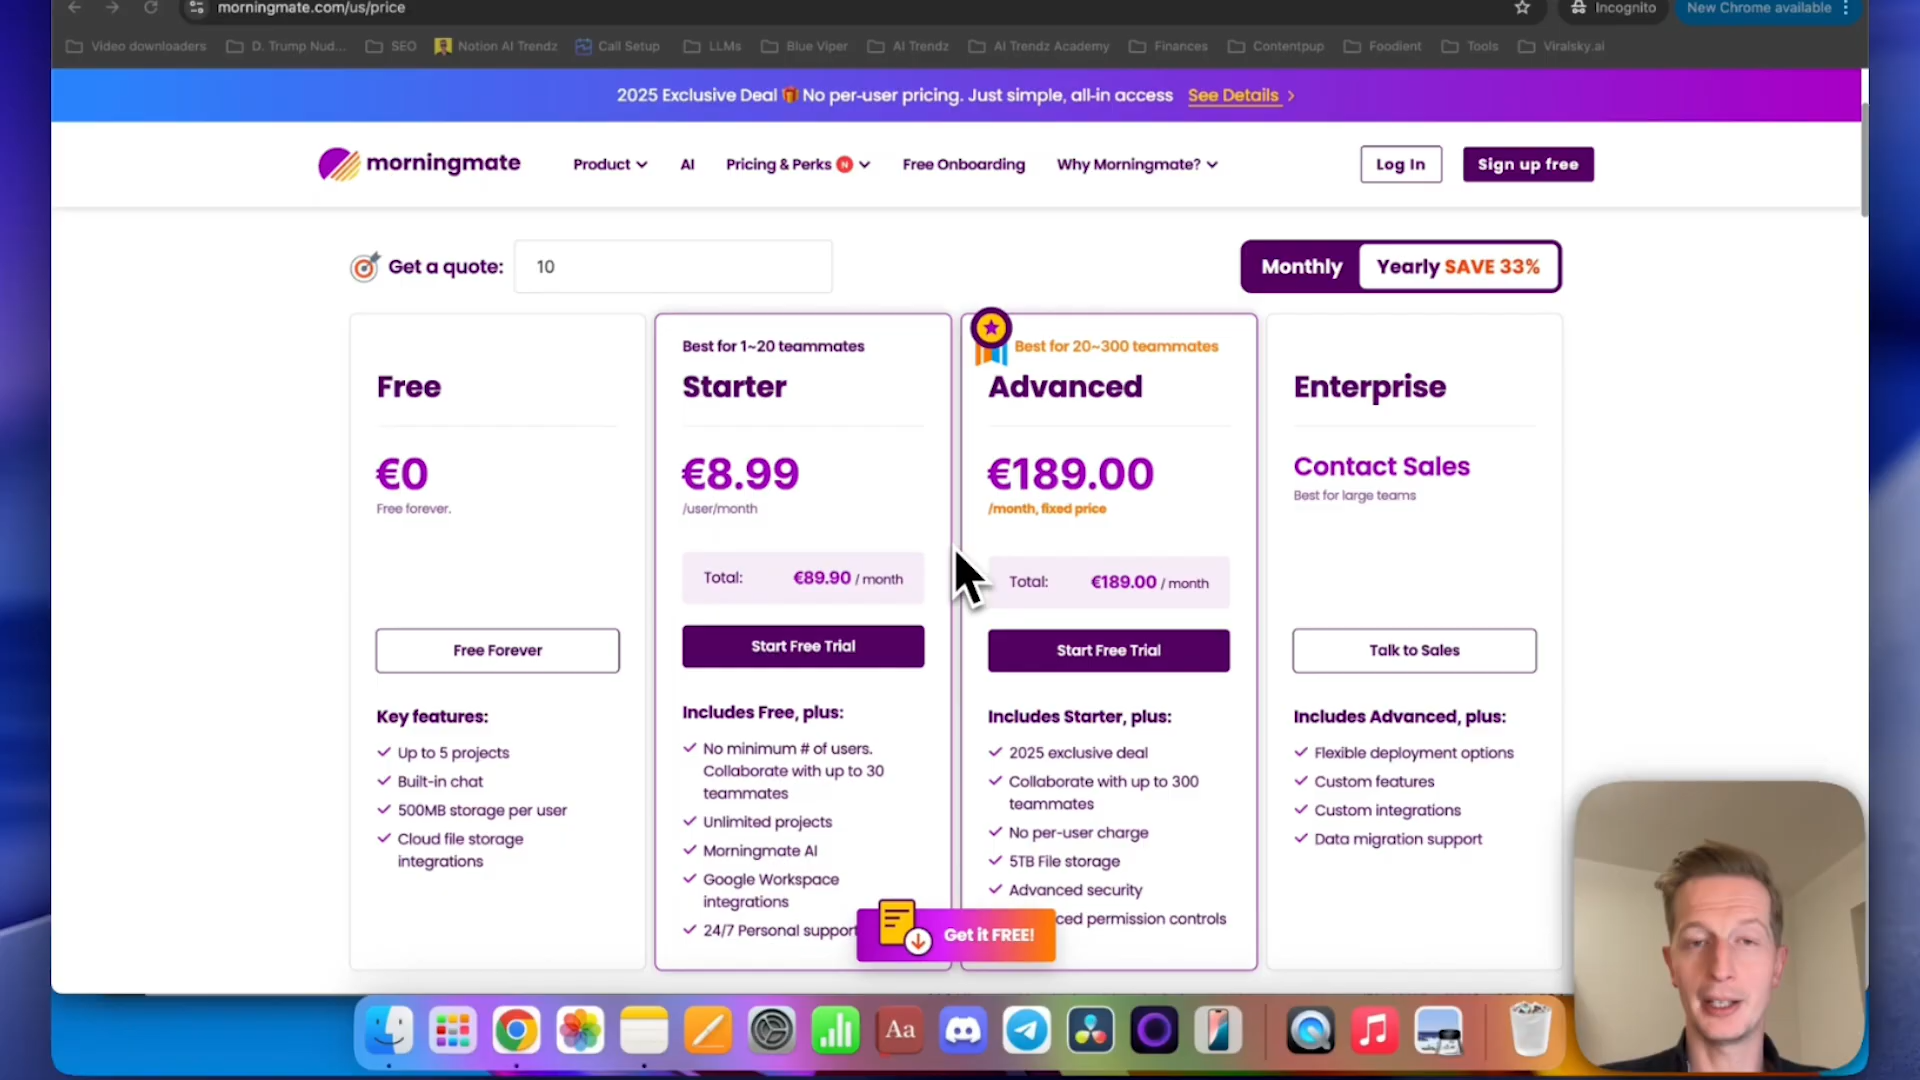 morningmate.com/us/price
Incognito
New Chrome available
Video downloaders
D. Trump Nud...
SEO
Notion AI Trendz
Call Setup
LLMs
Blue Viper
AI Trendz
AI Trendz Academy
Finances
Contentpup
Foodient
Tools
Viralsky.ai
2025 Exclusive Deal 🎁 No per-user pricing. Just simple, all-in access See Details
morningmate
Product
AI
Pricing & Perks N
Free Onboarding
Why Morningmate?
Log In
Sign up free
Get a quote: 10
Monthly
Yearly SAVE 33%
Free
€0
Free forever.
Free Forever
Key features:
Up to 5 projects
Built-in chat
500MB storage per user
Cloud file storage
integrations
Best for 1~20 teammates
Starter
€8.99
/user/month
Total: €89.90 / month
Start Free Trial
Includes Free, plus:
No minimum # of users.
Collaborate with up to 30
teammates
Unlimited projects
Morningmate AI
Google Workspace
integrations
24/7 Personal support
Best for 20~300 teammates
Advanced
€189.00
/month, fixed price
Total: €189.00 / month
Start Free Trial
Includes Starter, plus:
2025 exclusive deal
Collaborate with up to 300
teammates
No per-user charge
5TB File storage
Advanced security
ced permission controls
Enterprise
Contact Sales
Best for large teams
Talk to Sales
Includes Advanced, plus:
Flexible deployment options
Custom features
Custom integrations
Data migration support
Get it FREE!
Aa